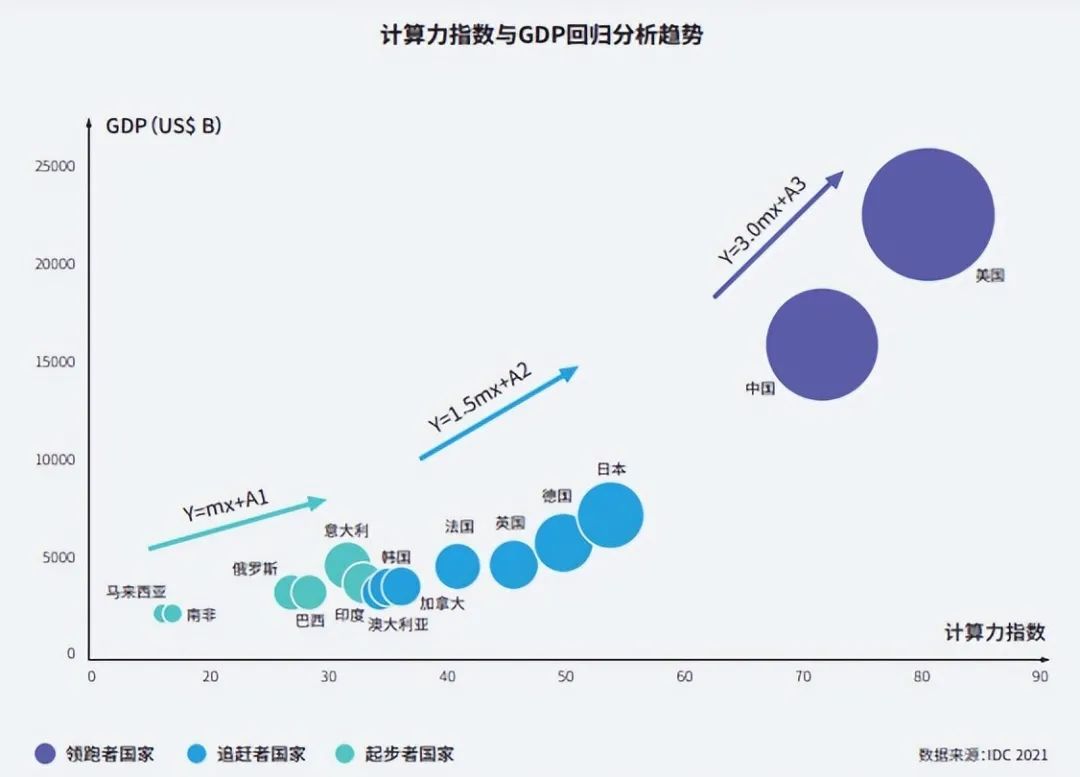 计算力指数与GDP回归分析趋势
GDP（US$ B)
25000
20000
15000
10000
5000
0
Y=3.0mx+A3
美国
中国
Y=1.5mx+A2
日本
德国
英国
法国
Y=mx+A1
意大利
韩国
俄罗斯
马来西亚
南非
巴西
印度
澳大利亚
加拿大
计算力指数
0 20 30 40 50 60 70 80 90
领跑者国家 追赶者国家 起步者国家
数据来源:IDC 2021